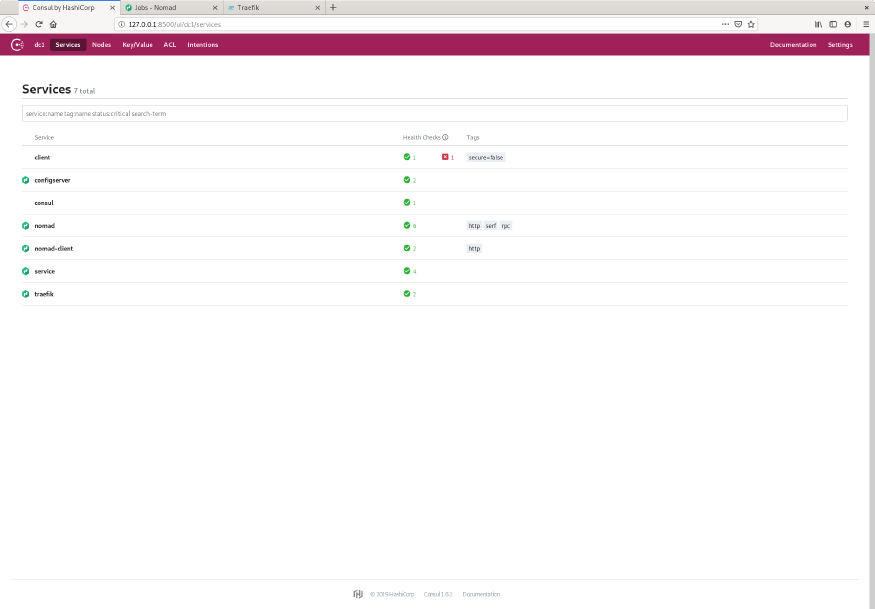 Consul by HashiCorp Jobs - Nomad Traefik
127.0.0.1:8500/ui/dc1/services
dc1 Services Nodes Key/Value ACL Intentions Documentation Settings
Services 7 total
service:name tag:name status:critical search-term
Service Health Checks Tags
client 1 1 secure=false
configserver 2
consul 1
nomad 6 http serf rpc
nomad-client 2 http
service 4
traefik 2
© 2019 HashiCorp Consul 1.6.1 Documentation